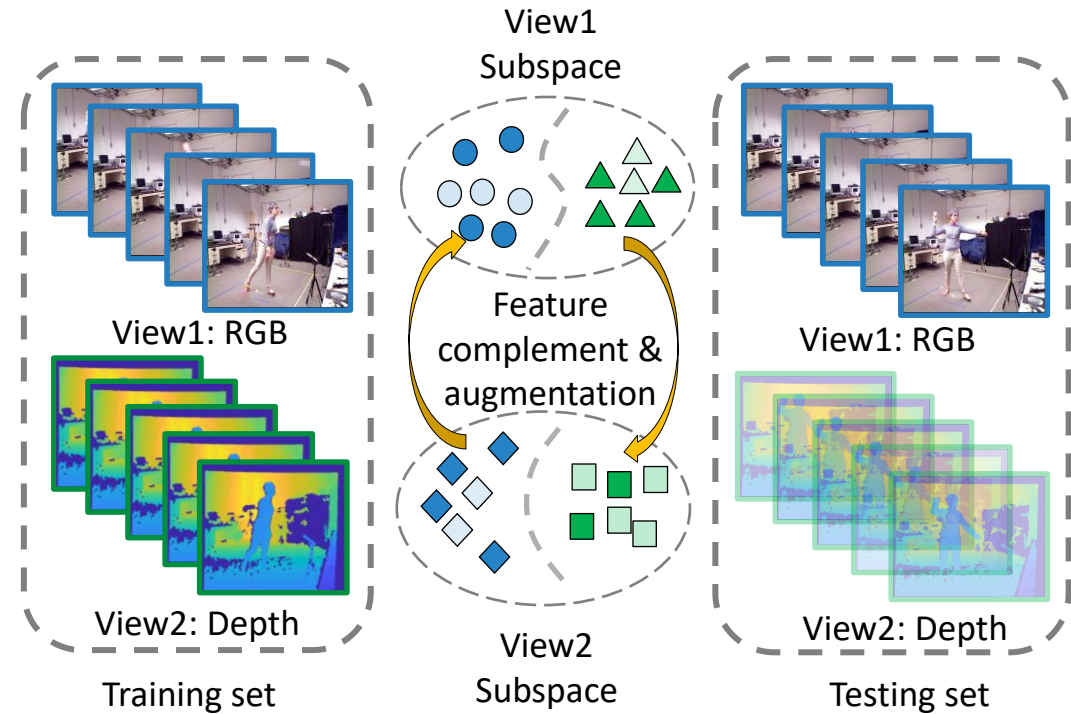 View1
Subspace
View1: RGB
View2: Depth
Training set
Feature
complement &
augmentation
View2
Subspace
View1: RGB
View2: Depth
Testing set